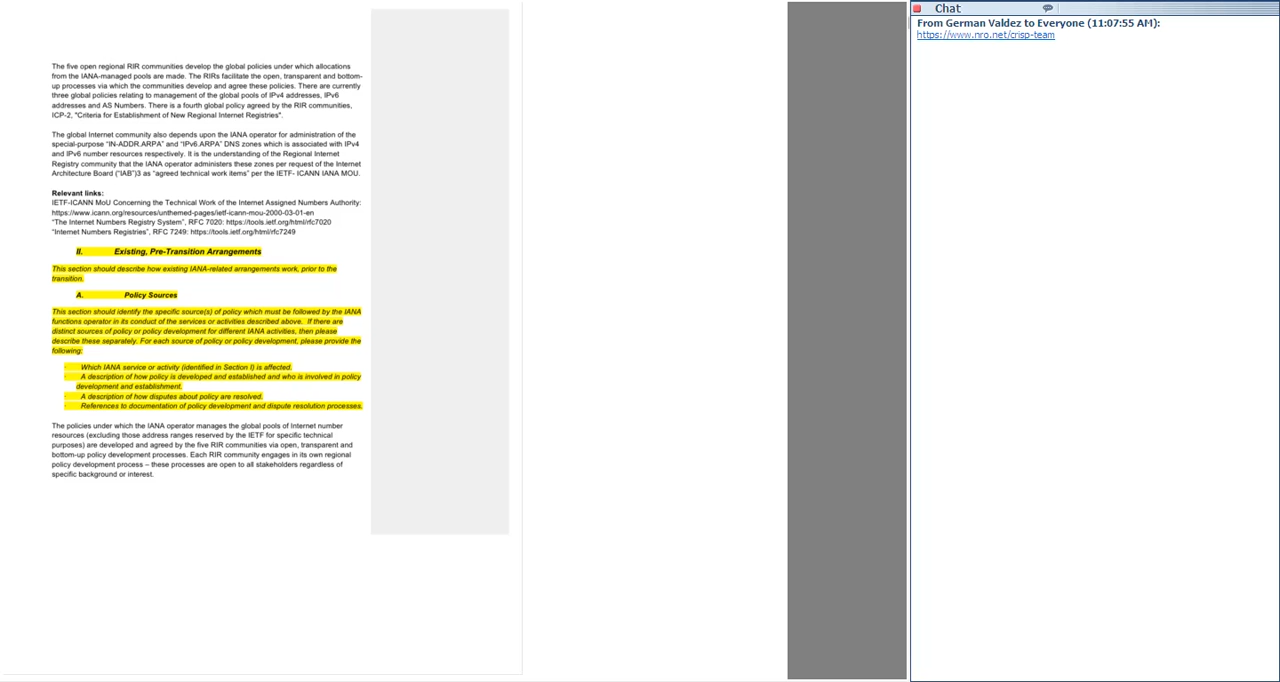 The five open regional RIR communities develop the global policies under which allocations
from the IANA-managed pools are made. The RIRs facilitate the open, transparent and bottom-
up processes via which the communities develop and agree these policies. There are currently
three global policies relating to management of the global pools of IPv4 addresses, IPv6
addresses and AS Numbers. There is a fourth global policy agreed by the RIR communities,
ICP-2, "Criteria for Establishment of New Regional Internet Registries".
The global Internet community also depends upon the IANA operator for administration of the
special-purpose “IN-ADDR.ARPA” and “IPv6.ARPA” DNS zones which is associated with IPv4
and IPv6 number resources respectively. It is the understanding of the Regional Internet
Registry community that the IANA operator administers these zones per request of the Internet
Architecture Board (“IAB”)3 as “agreed technical work items” per the IETF- ICANN IANA MOU.
Relevant links:
IETF-ICANN MoU Concerning the Technical Work of the Internet Assigned Numbers Authority:
https://www.icann.org/resources/unthemed-pages/ietf-icann-mou-2000-03-01-en
“The Internet Numbers Registry System”, RFC 7020: https://tools.ietf.org/html/rfc7020
“Internet Numbers Registries”, RFC 7249: https://tools.ietf.org/html/rfc7249
II. Existing, Pre-Transition Arrangements
This section should describe how existing IANA-related arrangements work, prior to the
transition.
A. Policy Sources
This section should identify the specific source(s) of policy which must be followed by the IANA
functions operator in its conduct of the services or activities described above. If there are
distinct sources of policy or policy development for different IANA activities, then please
describe these separately. For each source of policy or policy development, please provide the
following:
· Which IANA service or activity (identified in Section I) is affected.
· A description of how policy is developed and established and who is involved in policy
development and establishment.
· A description of how disputes about policy are resolved.
· References to documentation of policy development and dispute resolution processes.
The policies under which the IANA operator manages the global pools of Internet number
resources (excluding those address ranges reserved by the IETF for specific technical
purposes) are developed and agreed by the five RIR communities via open, transparent and
bottom-up policy development processes. Each RIR community engages in its own regional
policy development process – these processes are open to all stakeholders regardless of
specific background or interest.
Chat
From German Valdez to Everyone (11:07:55 AM):
https://www.nro.net/crisp-team